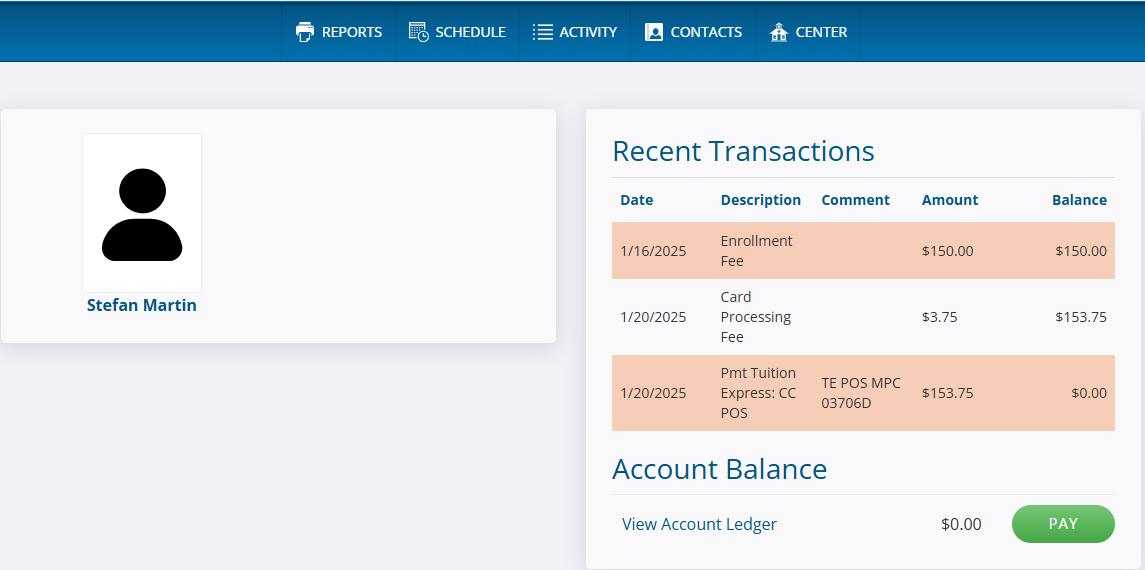 REPORTS SCHEDULE ACTIVITY CONTACTS CENTER
Stefan Martin
Recent Transactions
Date Description Comment Amount Balance
1/16/2025 Enrollment Fee $150.00 $150.00
1/20/2025 Card Processing Fee $3.75 $153.75
1/20/2025 Pmt Tuition Express: CC POS TE POS MPC 03706D $153.75 $0.00
Account Balance
View Account Ledger $0.00 PAY